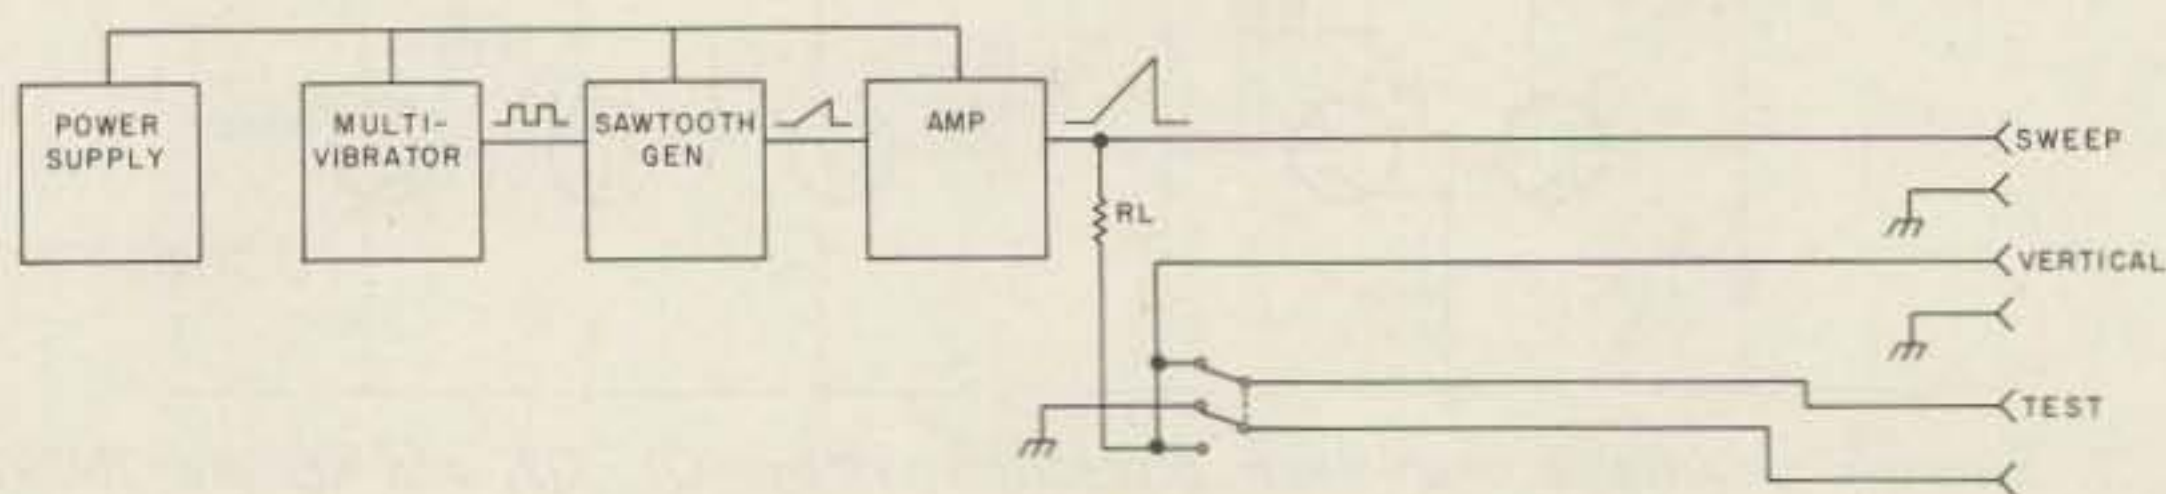 POWER
SUPPLY
MULTI-
VIBRATOR
SAWTOOTH
GEN.
AMP
RL
SWEEP
VERTICAL
TEST